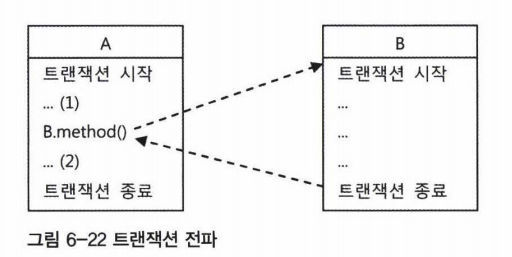 A
트랜잭션 시작
... (1)
B.method()
... (2)
트랜잭션 종료
B
트랜잭션 시작
...
...
...
트랜잭션 종료
그림 6-22 트랜잭션 전파